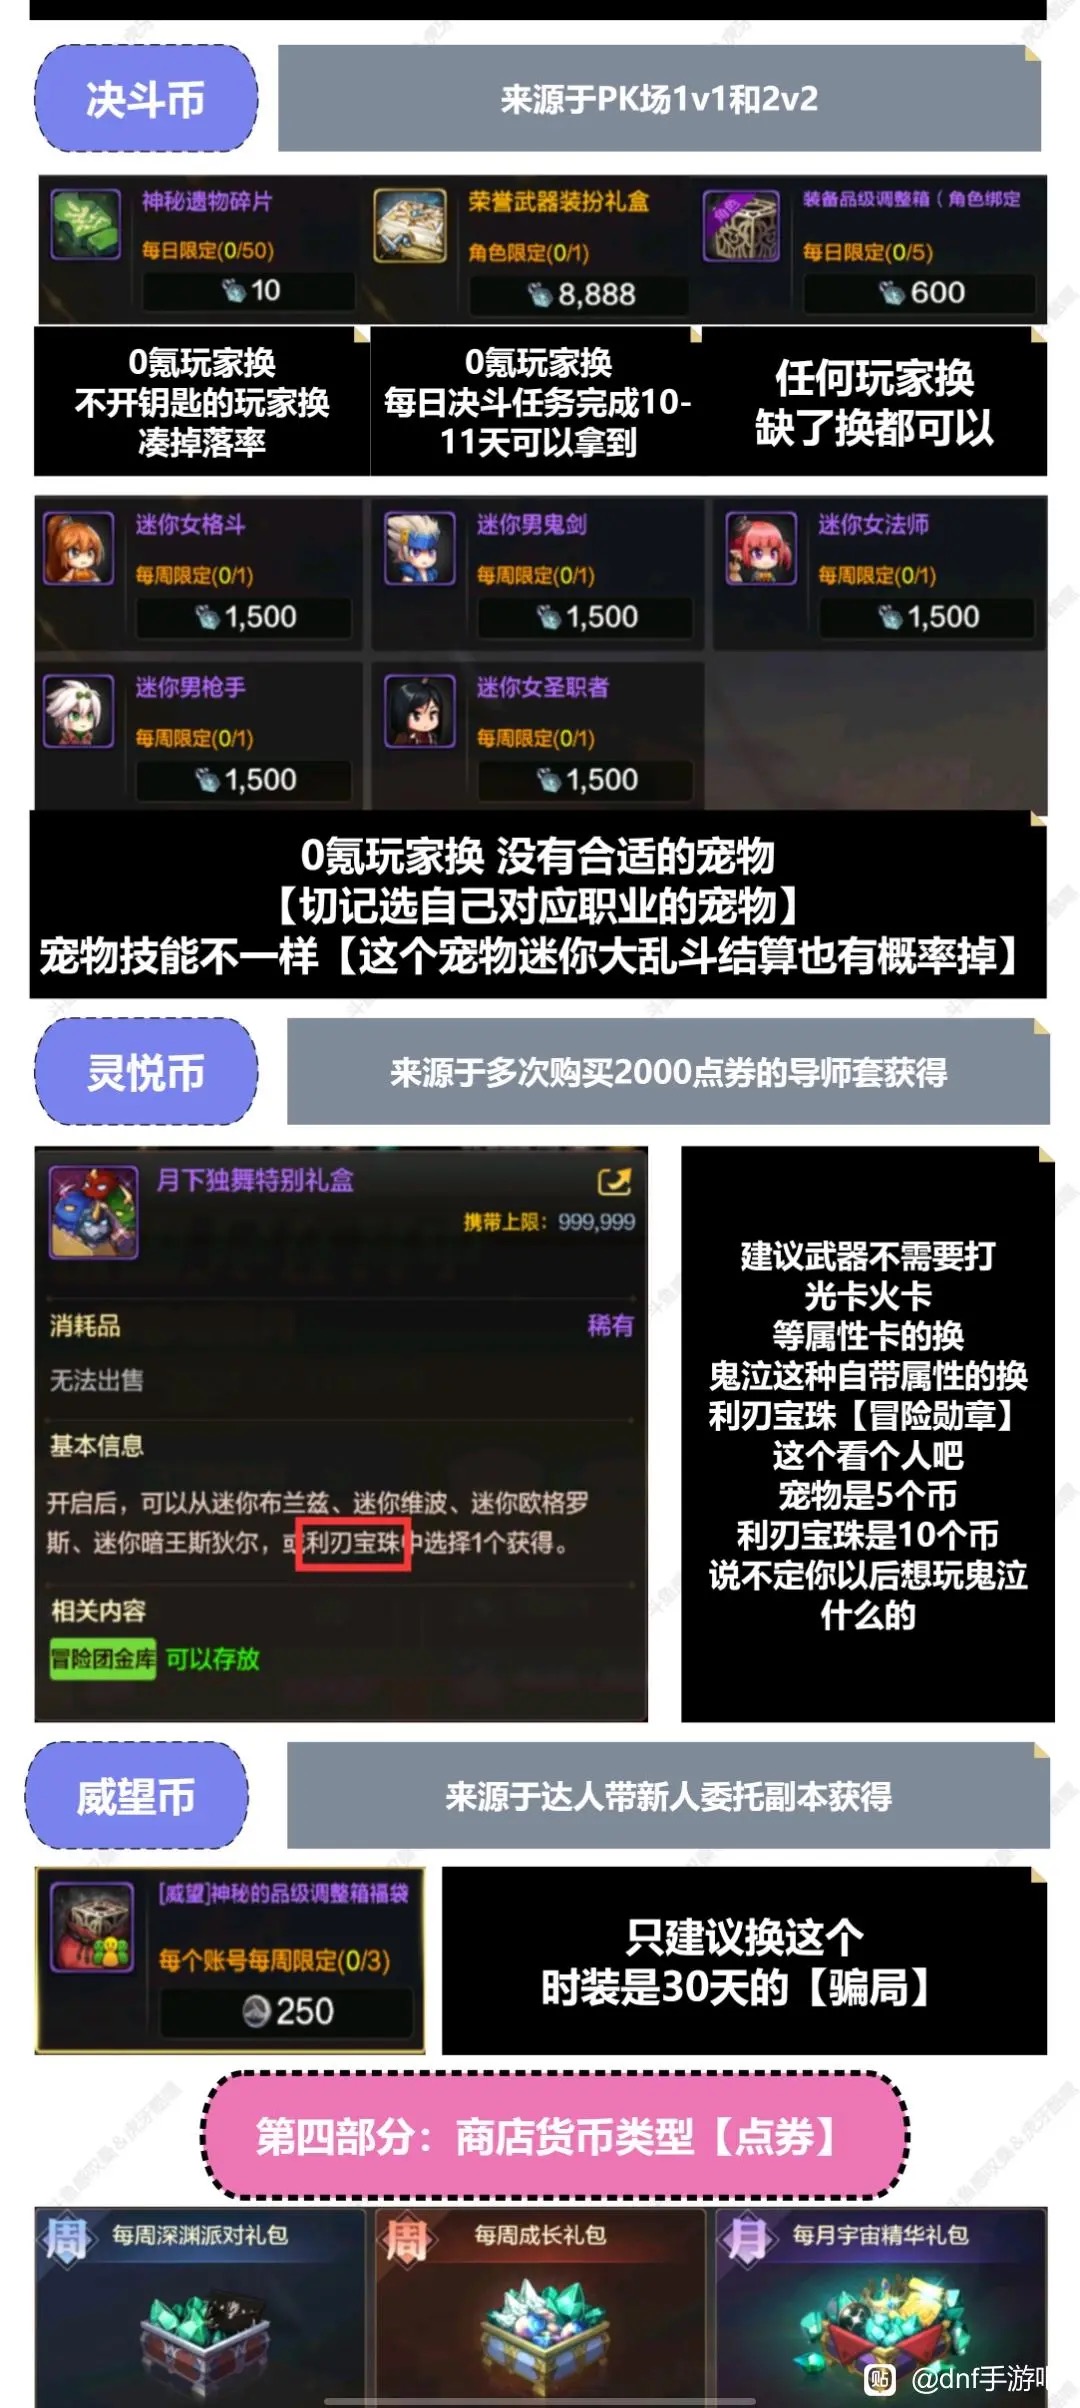 决斗币
来源于PK场1v1和2v2
神秘遗物碎片
每日限定(0/50)
10
荣誉武器装扮礼盒
角色限定(0/1)
8,888
角色
装备品级调整箱（角色绑定
每日限定(0/5)
600
0氪玩家换
不开钥匙的玩家换
凑掉落率
0氪玩家换
每日决斗任务完成10-
11天可以拿到
任何玩家换
缺了换都可以
迷你女格斗
每周限定(0/1)
1,500
迷你男鬼剑
每周限定(0/1)
1,500
迷你女法师
每周限定(0/1)
1,500
迷你男枪手
每周限定(0/1)
1,500
迷你女圣职者
每周限定(0/1)
1,500
0氪玩家换 没有合适的宠物
【切记选自己对应职业的宠物】
宠物技能不一样【这个宠物迷你大乱斗结算也有概率掉】
灵悦币
来源于多次购买2000点券的导师套获得
月下独舞特别礼盒
携带上限：999,999
消耗品
稀有
无法出售
基本信息
开启后，可以从迷你布兰兹、迷你维波、迷你欧格罗
斯、迷你暗王斯狄尔，或利刃宝珠中选择1个获得。
相关内容
冒险团金库 可以存放
建议武器不需要打
光卡火卡
等属性卡的换
鬼泣这种自带属性的换
利刃宝珠【冒险勋章】
这个看个人吧
宠物是5个币
利刃宝珠是10个币
说不定你以后想玩鬼泣
什么的
威望币
来源于达人带新人委托副本获得
[威望]神秘的品级调整箱福袋
每个账号每周限定(0/3)
250
只建议换这个
时装是30天的【骗局】
第四部分：商店货币类型【点券】
周
每周深渊派对礼包
周
每周成长礼包
月
每月宇宙精华礼包
贴 @dnf手游吧